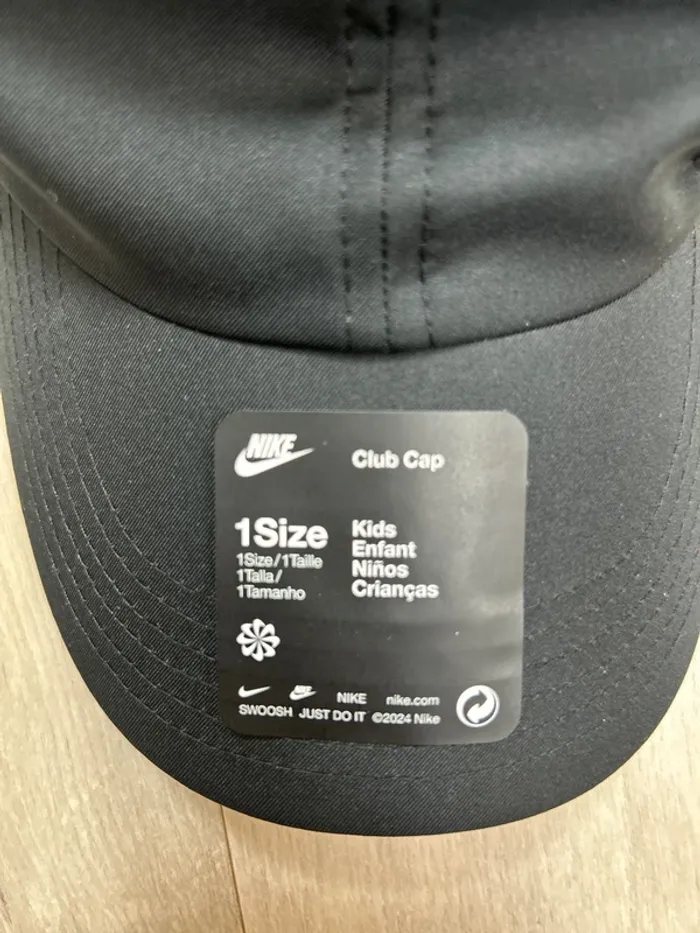 NIKE
Club Cap
1Size
1Size/1Taille
1Talla/
1Tamanho
Kids
Enfant
Niños
Crianças
NIKE NIKE nike.com
SWOOSH JUST DO IT ©2024 Nike